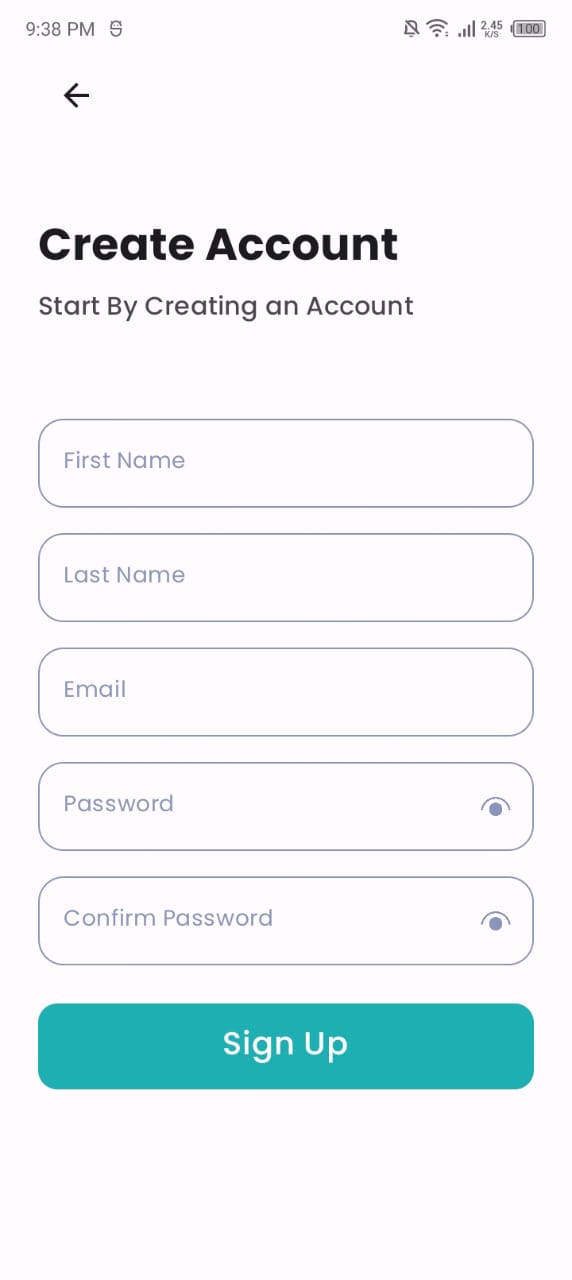 9:38 PM 2.45 K/S 100
Create Account
Start By Creating an Account
First Name
Last Name
Email
Password
Confirm Password
Sign Up